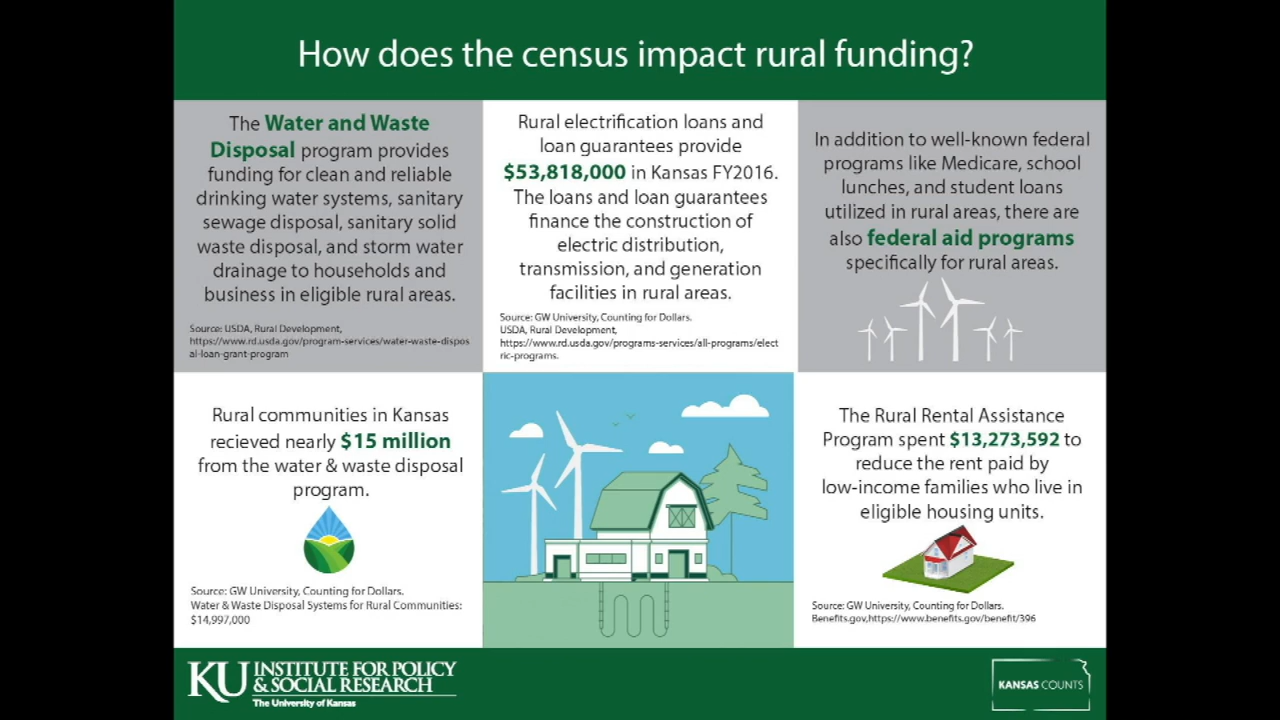 How does the census impact rural funding?
The Water and Waste
Disposal program provides
funding for clean and reliable
drinking water systems, sanitary
sewage disposal, sanitary solid
waste disposal, and storm water
drainage to households and
business in eligible rural areas.
Source: USDA, Rural Development,
https://www.rd.usda.gov/program-services/water-waste-dispos
al-loan-grant-program
Rural electrification loans and
loan guarantees provide
$53,818,000 in Kansas FY2016.
The loans and loan guarantees
finance the construction of
electric distribution,
transmission, and generation
facilities in rural areas.
Source: GW University, Counting for Dollars.
USDA, Rural Development,
https://www.rd.usda.gov/programs-services/all-programs/elect
ric-programs.
In addition to well-known federal
programs like Medicare, school
lunches, and student loans
utilized in rural areas, there are
also federal aid programs
specifically for rural areas.
Rural communities in Kansas
recieved nearly $15 million
from the water & waste disposal
program.
Source: GW University, Counting for Dollars.
Water & Waste Disposal Systems for Rural Communities:
$14,997,000
The Rural Rental Assistance
Program spent $13,273,592 to
reduce the rent paid by
low-income families who live in
eligible housing units.
Source: GW University, Counting for Dollars.
Benefits.gov,https://www.benefits.gov/benefit/396
KU INSTITUTE FOR POLICY
& SOCIAL RESEARCH
The University of Kansas
KANSAS COUNTS